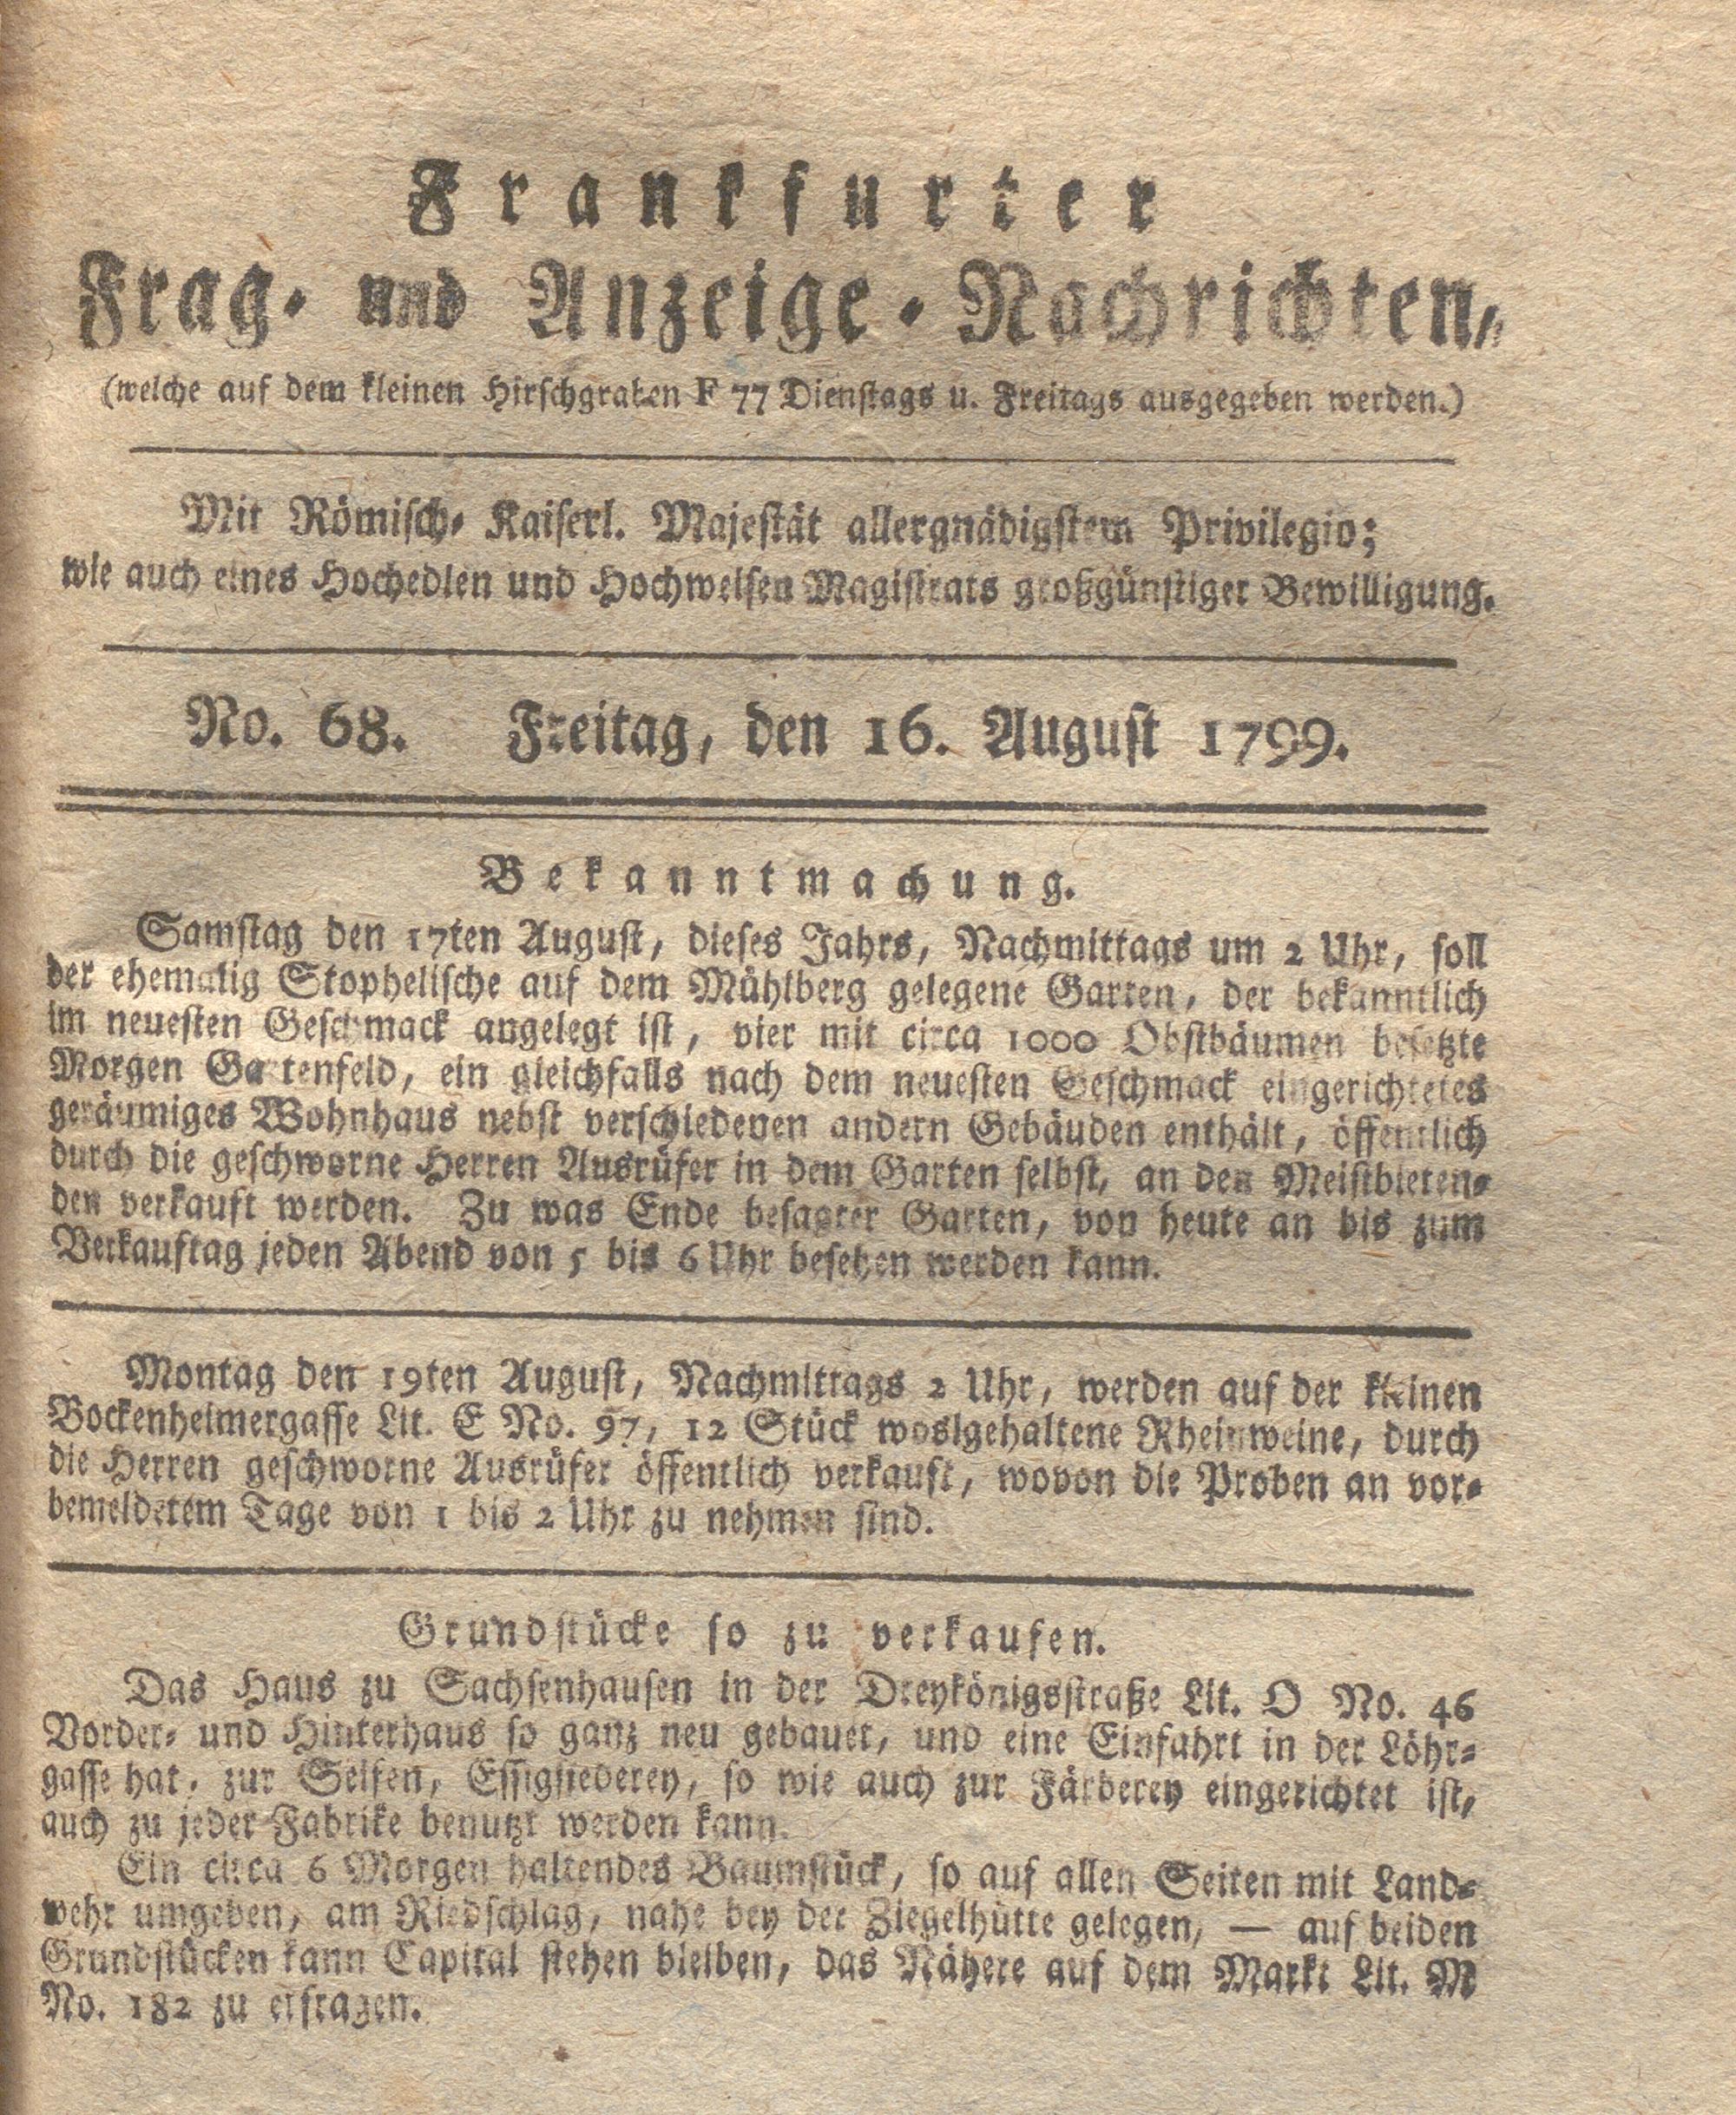 Frankfurter
Frag- und Anzeige-Nachrichten,
(welche auf dem kleinen Hirschgraben F 77 Dienstags u. Freitags ausgegeben werden.)
Mit Römisch- Kaiserl. Majestät allergnädigstem Privilegio;
wie auch eines Hochedlen und Hochweisen Magistrats großgünstiger Bewilligung.
No. 68. Freitag, den 16. August 1799.
Bekanntmachung.
Samstag den 17ten August, dieses Jahrs, Nachmittags um 2 Uhr, soll
der ehemalig Stophelische auf dem Mühlberg gelegene Garten, der bekanntlich
im neuesten Geschmack angelegt ist, vier mit circa 1000 Obstbäumen besetzte
Morgen Gartenfeld, ein gleichfalls nach dem neuesten Geschmack eingerichtetes
geräumiges Wohnhaus nebst verschiedenen andern Gebäuden enthält, öffentlich
durch die geschworne Herren Ausrüfer in dem Garten selbst, an den Meistbieten-
den verkauft werden. Zu was Ende besagter Garten, von heute an bis zum
Verkauftag jeden Abend von 5 bis 6 Uhr besehen werden kann.
Montag den 19ten August, Nachmittags 2 Uhr, werden auf der kleinen
Bockenheimergasse Lit. E No. 97, 12 Stück woslgehaltene Rheinweine, durch
die Herren geschworne Ausrüfer öffentlich verkauft, wovon die Proben an vor-
bemeldetem Tage von 1 bis 2 Uhr zu nehmen sind.
Grundstücke so zu verkaufen.
Das Haus zu Sachsenhausen in der Dreykönigsstraße Lit. O No. 46
Vorder- und Hinterhaus so ganz neu gebauet, und eine Einfahrt in der Löhr-
gasse hat, zur Seifen, Essigsiederey, so wie auch zur Färberey eingerichtet ist,
auch zu jeder Fabrike benutzt werden kann.
Ein circa 6 Morgen haltendes Baumstück, so auf allen Seiten mit Land-
wehr umgeben, am Riedschlag, nahe bey der Ziegelhütte gelegen, — auf beiden
Grundstücken kann Capital stehen bleiben, das Nähere auf dem Markt Lit. M
No. 182 zu erfragen.